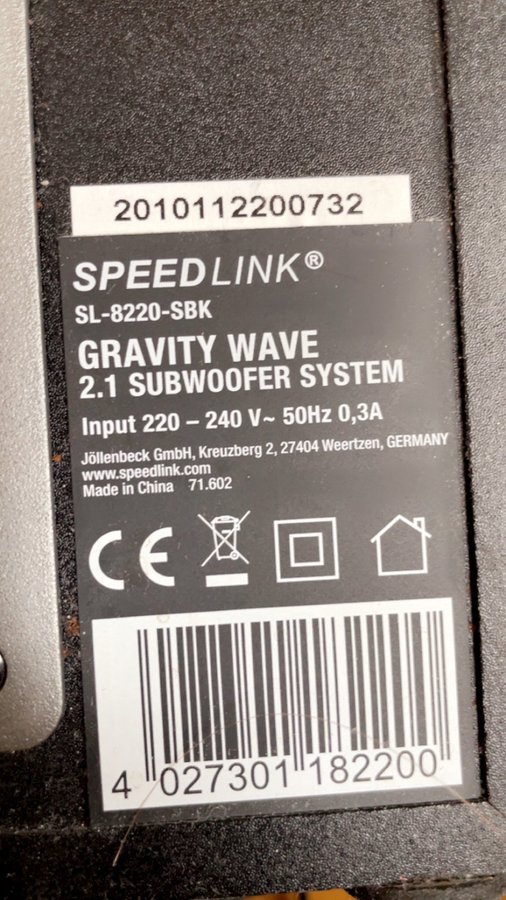 2010112200732
SPEEDLINK®
SL-8220-SBK
GRAVITY WAVE
2.1 SUBWOOFER SYSTEM
Input 220 – 240 V~ 50Hz 0,3A
Jöllenbeck GmbH, Kreuzberg 2, 27404 Weertzen, GERMANY
www.speedlink.com
Made in China 71.602
CE
4 027301 182200